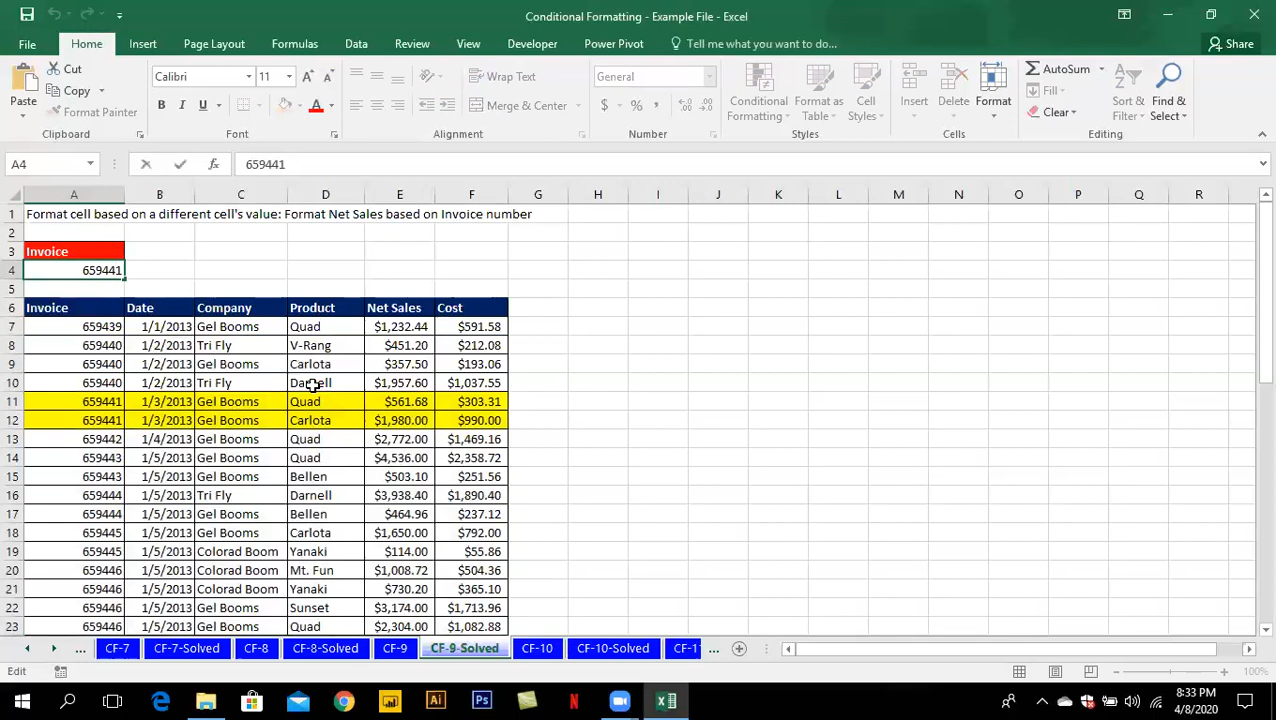 Conditional Formatting - Example File - Excel
File Home Insert Page Layout Formulas Data Review View Developer Power Pivot Tell me what you want to do... Share
Paste Cut Copy Format Painter Clipboard
Calibri 11 B I U A Font
Wrap Text Merge & Center Alignment
General $ % Number
Conditional Formatting Formats Table Cell Styles Styles
Insert Delete Format Cells
AutoSum Fill Clear Sort & Filter Find & Select Editing
A4 fx 659441
A B C D E F G H I J K L M N O P Q R
1 Format cell based on a different cell's value: Format Net Sales based on Invoice number
2
3 Invoice
4 659441
5
6 Invoice Date Company Product Net Sales Cost
7 659439 1/1/2013 Gel Booms Quad $1,232.44 $591.58
8 659440 1/2/2013 Tri Fly V-Rang $451.20 $212.08
9 659440 1/2/2013 Gel Booms Carlota $357.50 $193.06
10 659440 1/2/2013 Tri Fly Darnell $1,957.60 $1,037.55
11 659441 1/3/2013 Gel Booms Quad $561.68 $303.31
12 659441 1/3/2013 Gel Booms Carlota $1,980.00 $990.00
13 659442 1/4/2013 Gel Booms Quad $2,772.00 $1,469.16
14 659443 1/5/2013 Gel Booms Quad $4,536.00 $2,358.72
15 659443 1/5/2013 Gel Booms Bellen $503.10 $251.56
16 659444 1/5/2013 Tri Fly Darnell $3,938.40 $1,890.40
17 659444 1/5/2013 Gel Booms Bellen $464.96 $237.12
18 659445 1/5/2013 Gel Booms Carlota $1,650.00 $792.00
19 659445 1/5/2013 Colorad Boom Yanaki $114.00 $55.86
20 659446 1/5/2013 Colorad Boom Mt. Fun $1,008.72 $504.36
21 659446 1/5/2013 Colorad Boom Yanaki $730.20 $365.10
22 659446 1/5/2013 Gel Booms Sunset $3,174.00 $1,713.96
23 659446 1/5/2013 Gel Booms Quad $2,304.00 $1,082.88
... CF-7 CF-7-Solved CF-8 CF-8-Solved CF-9 CF-9-Solved CF-10 CF-10-Solved CF-1 ...
Edit 100%
Ai Ps N 8:33 PM
4/8/2020